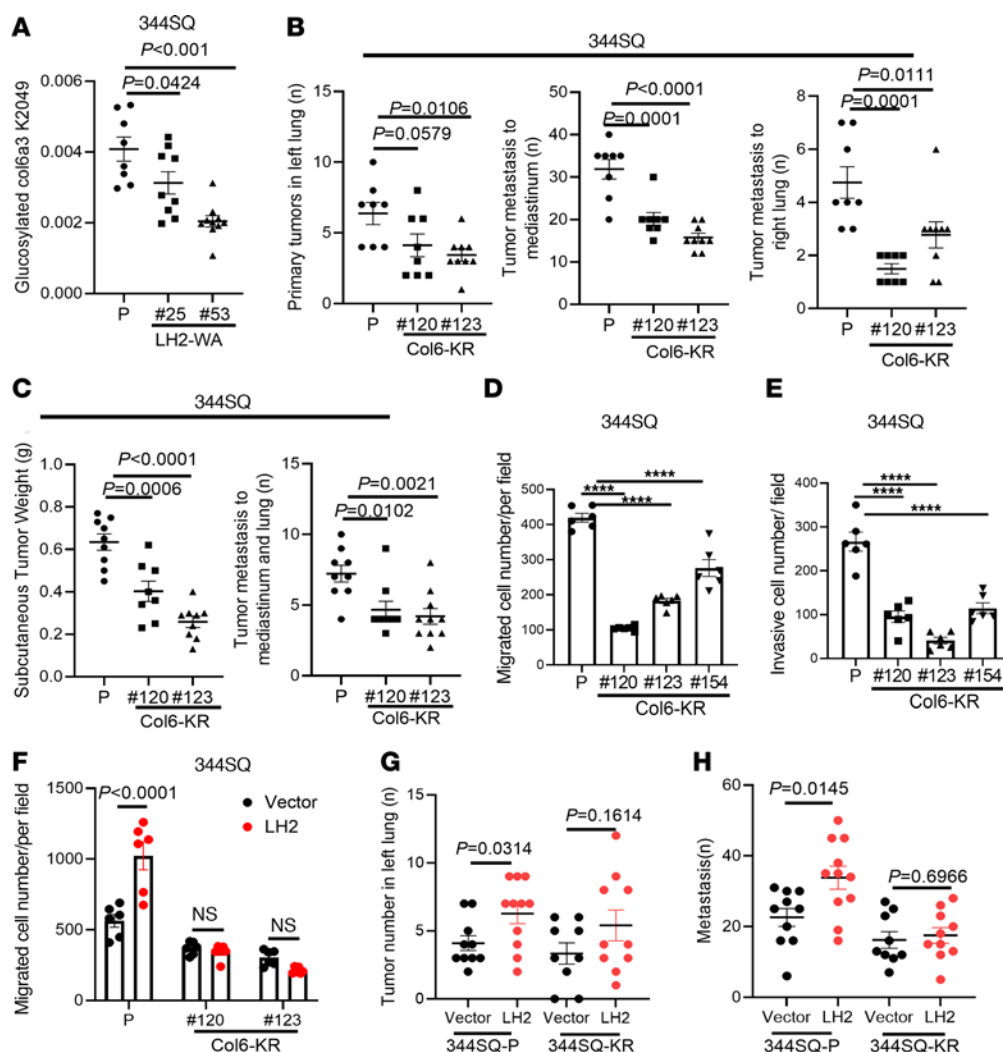 A
344SQ
P<0.001
P=0.0424
Glucosylated col6a3 K2049
0.006
0.004
0.002
0.000
P
#25
#53
LH2-WA
B
344SQ
P=0.0106
P=0.0579
Primary tumors in left lung (n)
15
10
5
0
P
#120
#123
Col6-KR
P<0.0001
P=0.0001
Tumor metastasis to
mediastinum (n)
50
40
30
20
10
0
P
#120
#123
Col6-KR
P=0.0111
P=0.0001
Tumor metastasis to
right lung (n)
8
6
4
2
0
P
#120
#123
Col6-KR
C
344SQ
P<0.0001
P=0.0006
Subcutaneous Tumor Weight (g)
1.0
0.8
0.6
0.4
0.2
0.0
P
#120
#123
Col6-KR
P=0.0021
P=0.0102
Tumor metastasis to
mediastinum and lung (n)
15
10
5
0
P
#120
#123
Col6-KR
D
344SQ
****
****
****
Migrated cell number/per field
500
400
300
200
100
0
P
#120
#123
#154
Col6-KR
E
344SQ
****
****
****
Invasive cell number/ field
400
300
200
100
0
P
#120
#123
#154
Col6-KR
F
344SQ
P<0.0001
Vector
LH2
NS
NS
Migrated cell number/per field
1500
1000
500
0
P
#120
#123
Col6-KR
G
P=0.1614
P=0.0314
Tumor number in left lung (n)
15
10
5
0
Vector
LH2
Vector
LH2
344SQ-P
344SQ-KR
H
P=0.0145
P=0.6966
Metastasis(n)
60
40
20
0
Vector
LH2
Vector
LH2
344SQ-P
344SQ-KR